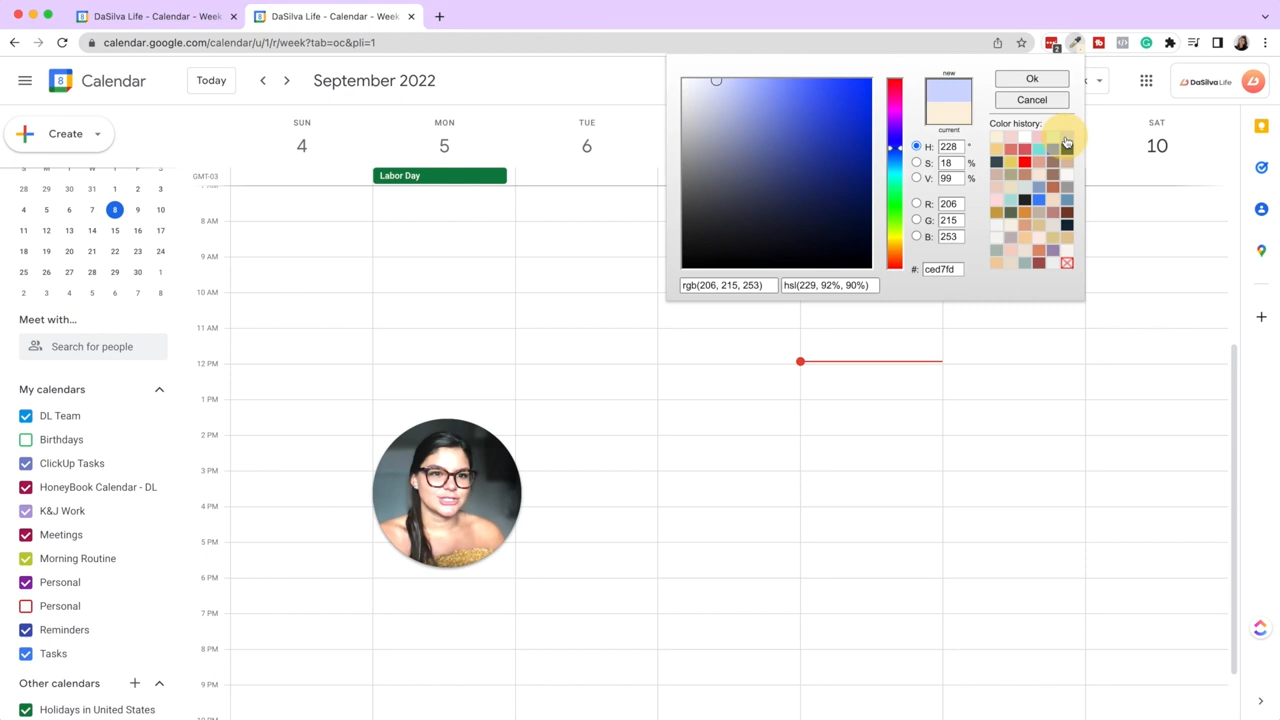 DaSilva Life - Calendar - Week
DaSilva Life - Calendar - Week
calendar.google.com/calendar/u/1/r/week?tab=oc&pli=1
2
8 Calendar
Today
September 2022
DaSilva Life
new
current
Ok
Cancel
Color history:
H: 228 °
S: 18 %
V: 99 %
R: 206
G: 215
B: 253
#: ced7fd
rgb(206, 215, 253)
hsl(229, 92%, 90%)
Create
SUN MON TUE SAT
4 5 6 10
GMT-03
Labor Day
28 29 30 31 1 2 3
4 5 6 7 8 9 10
11 12 13 14 15 16 17
18 19 20 21 22 23 24
25 26 27 28 29 30 1
2 3 4 5 6 7 8
8 AM
9 AM
10 AM
11 AM
12 PM
1 PM
2 PM
3 PM
4 PM
5 PM
6 PM
7 PM
8 PM
9 PM
Meet with...
Search for people
My calendars
DL Team
Birthdays
ClickUp Tasks
HoneyBook Calendar - DL
K&J Work
Meetings
Morning Routine
Personal
Personal
Reminders
Tasks
Other calendars
Holidays in United States